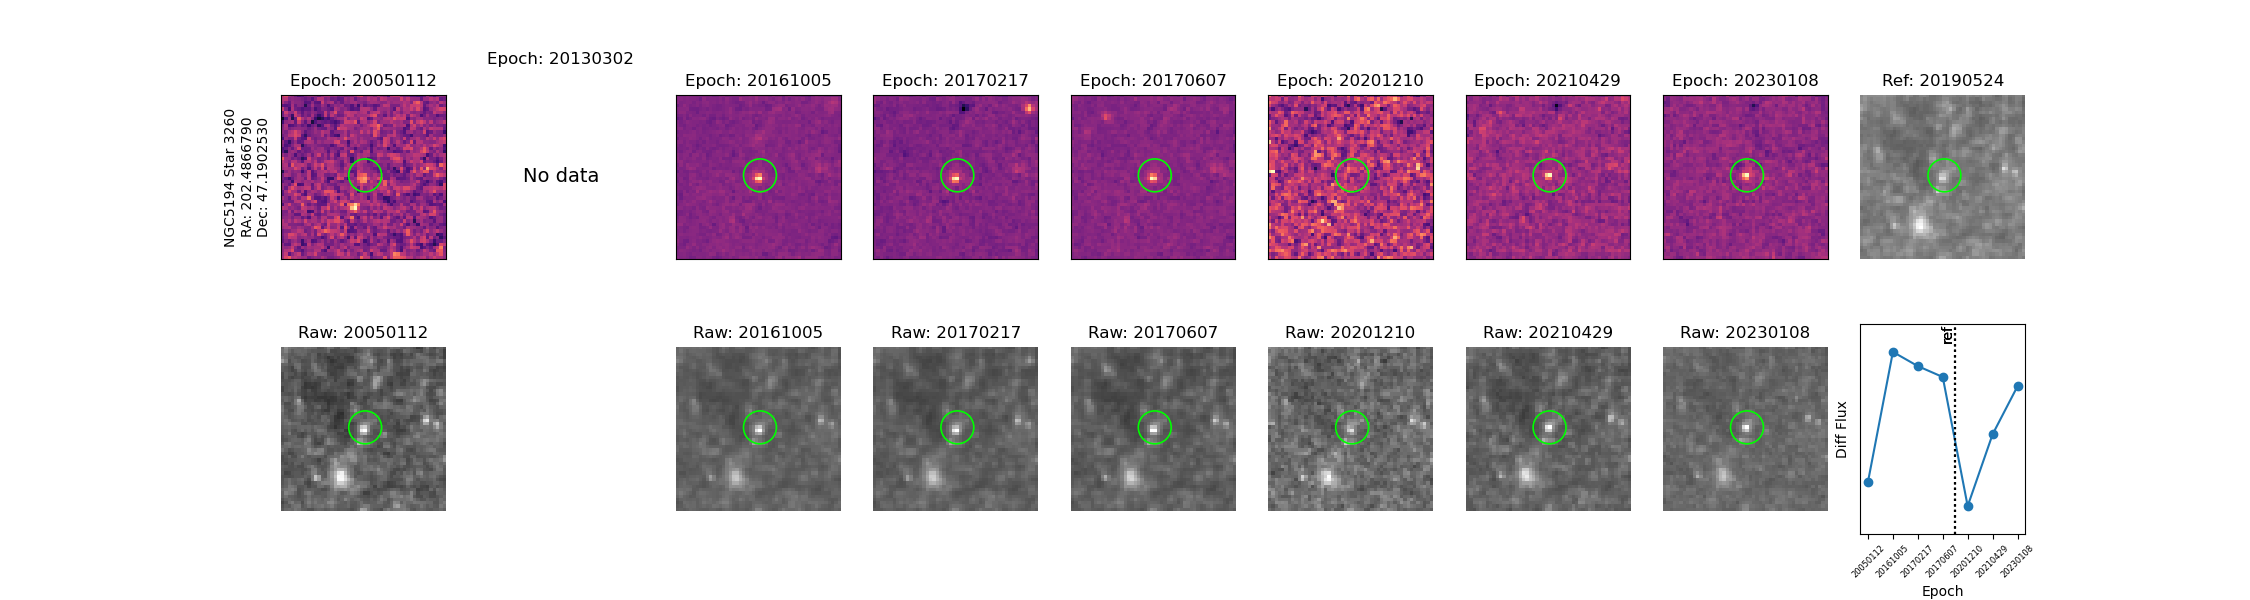 Epoch: 20130302
Epoch: 20050112
Epoch: 20161005
Epoch: 20170217
Epoch: 20170607
Epoch: 20201210
Epoch: 20210429
Epoch: 20230108
Ref: 20190524
NGC5194 Star 3260
RA: 202.4866790
Dec: 47.1902530
No data
Raw: 20050112
Raw: 20161005
Raw: 20170217
Raw: 20170607
Raw: 20201210
Raw: 20210429
Raw: 20230108
ref
Diff Flux
20050112
20161005
20170217
20170607
20201210
20210429
20230108
Epoch